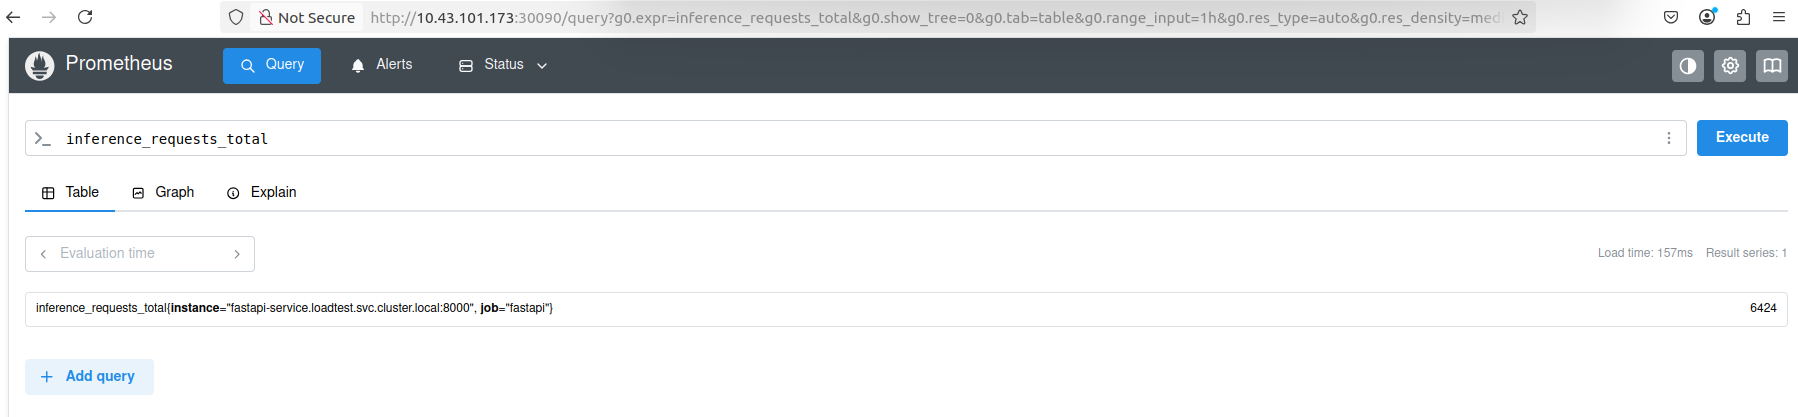 Not Secure http://10.43.101.173:30090/query?g0.expr=inference_requests_total&g0.show_tree=0&g0.tab=table&g0.range_input=1h&g0.res_type=auto&g0.res_density=medi
Prometheus Query Alerts Status
inference_requests_total Execute
Table Graph Explain
Evaluation time Load time: 157ms Result series: 1
inference_requests_total{instance="fastapi-service.loadtest.svc.cluster.local:8000", job="fastapi"} 6424
+ Add query